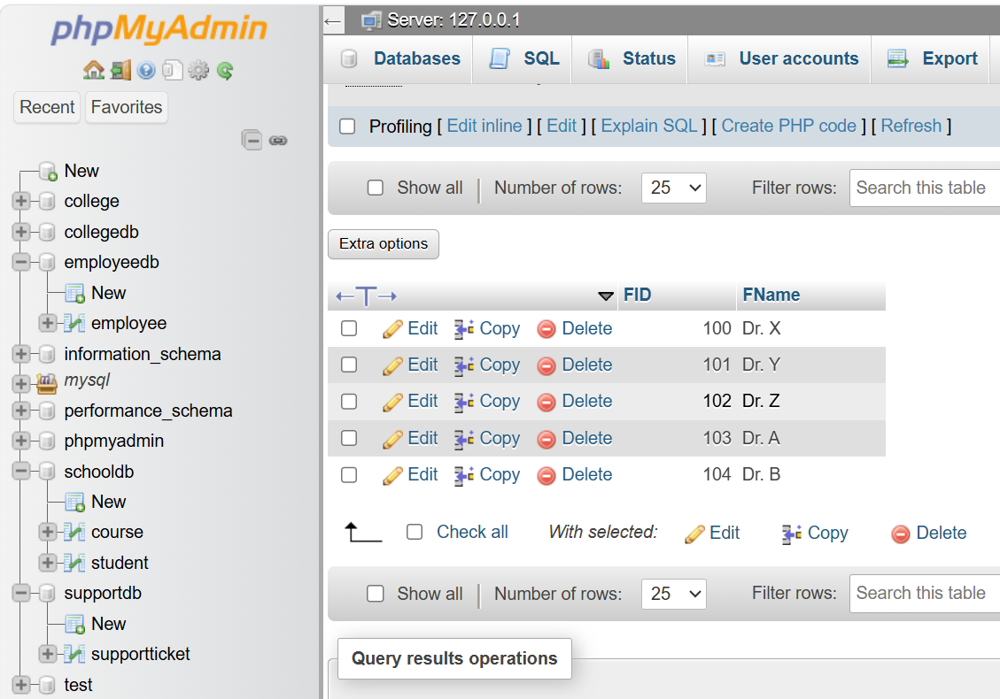 phpMyAdmin
Recent Favorites
New
college
collegedb
employeedb
New
employee
information_schema
mysql
performance_schema
phpmyadmin
schooldb
New
course
student
supportdb
New
supportticket
test
Server: 127.0.0.1
Databases SQL Status User accounts Export
Profiling [ Edit inline ] [ Edit ] [ Explain SQL ] [ Create PHP code ] [ Refresh ]
Show all | Number of rows: 25 Filter rows: Search this table
Extra options
FID FName
Edit Copy Delete 100 Dr. X
Edit Copy Delete 101 Dr. Y
Edit Copy Delete 102 Dr. Z
Edit Copy Delete 103 Dr. A
Edit Copy Delete 104 Dr. B
Check all With selected: Edit Copy Delete
Show all | Number of rows: 25 Filter rows: Search this table
Query results operations